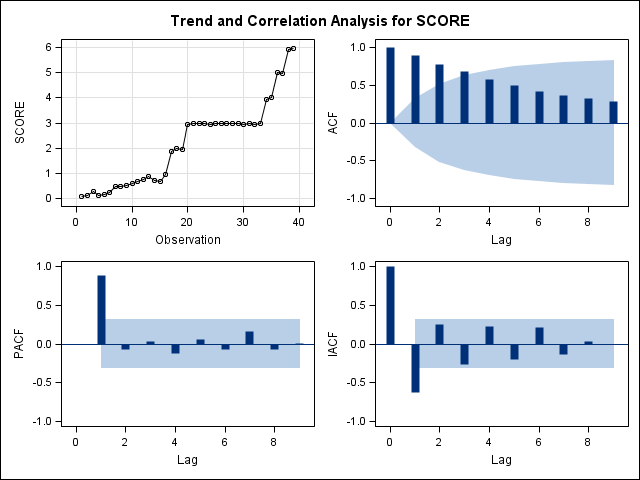 Trend and Correlation Analysis for SCORE
6
5
4
3
2
1
0
SCORE
0 10 20 30 40
Observation
1.0
0.5
0.0
-0.5
-1.0
ACF
0 2 4 6 8
Lag
1.0
0.5
0.0
-0.5
-1.0
PACF
0 2 4 6 8
Lag
1.0
0.5
0.0
-0.5
-1.0
IACF
0 2 4 6 8
Lag